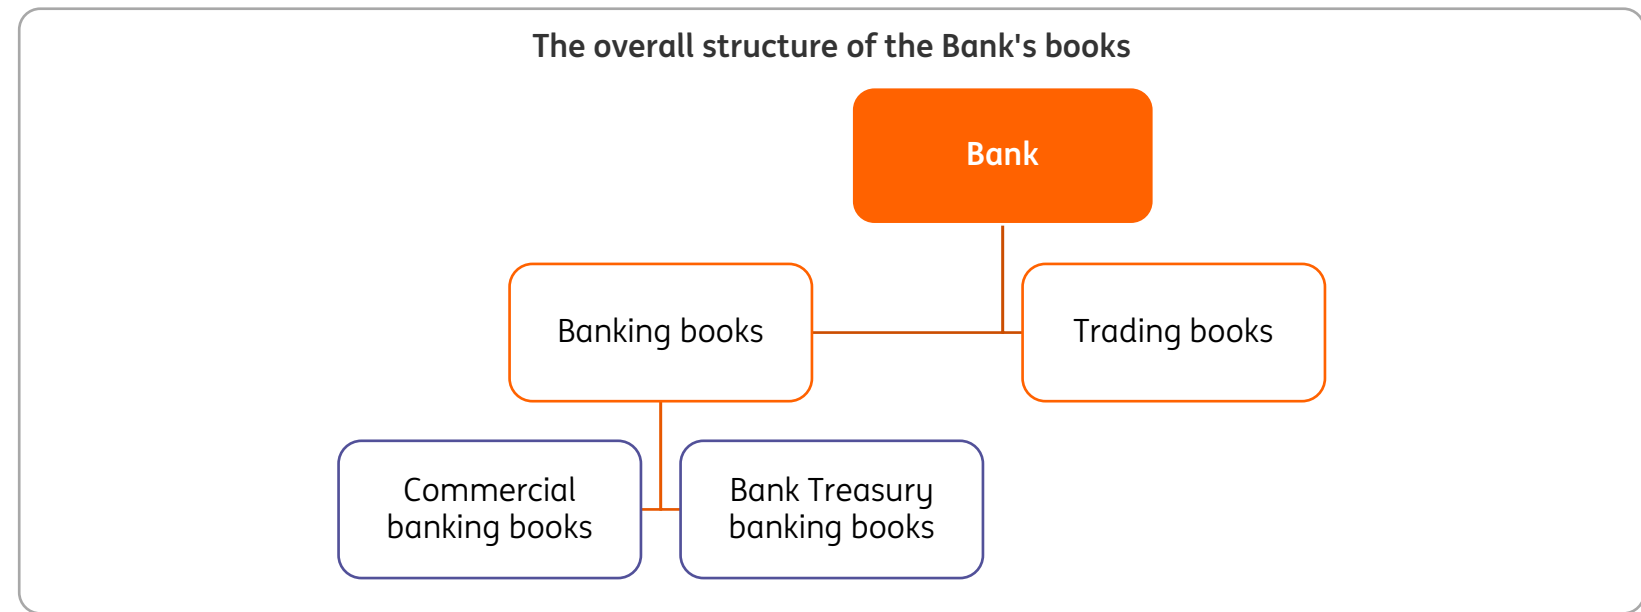 The overall structure of the Bank's books
Bank
Banking books
Trading books
Commercial
banking books
Bank Treasury
banking books